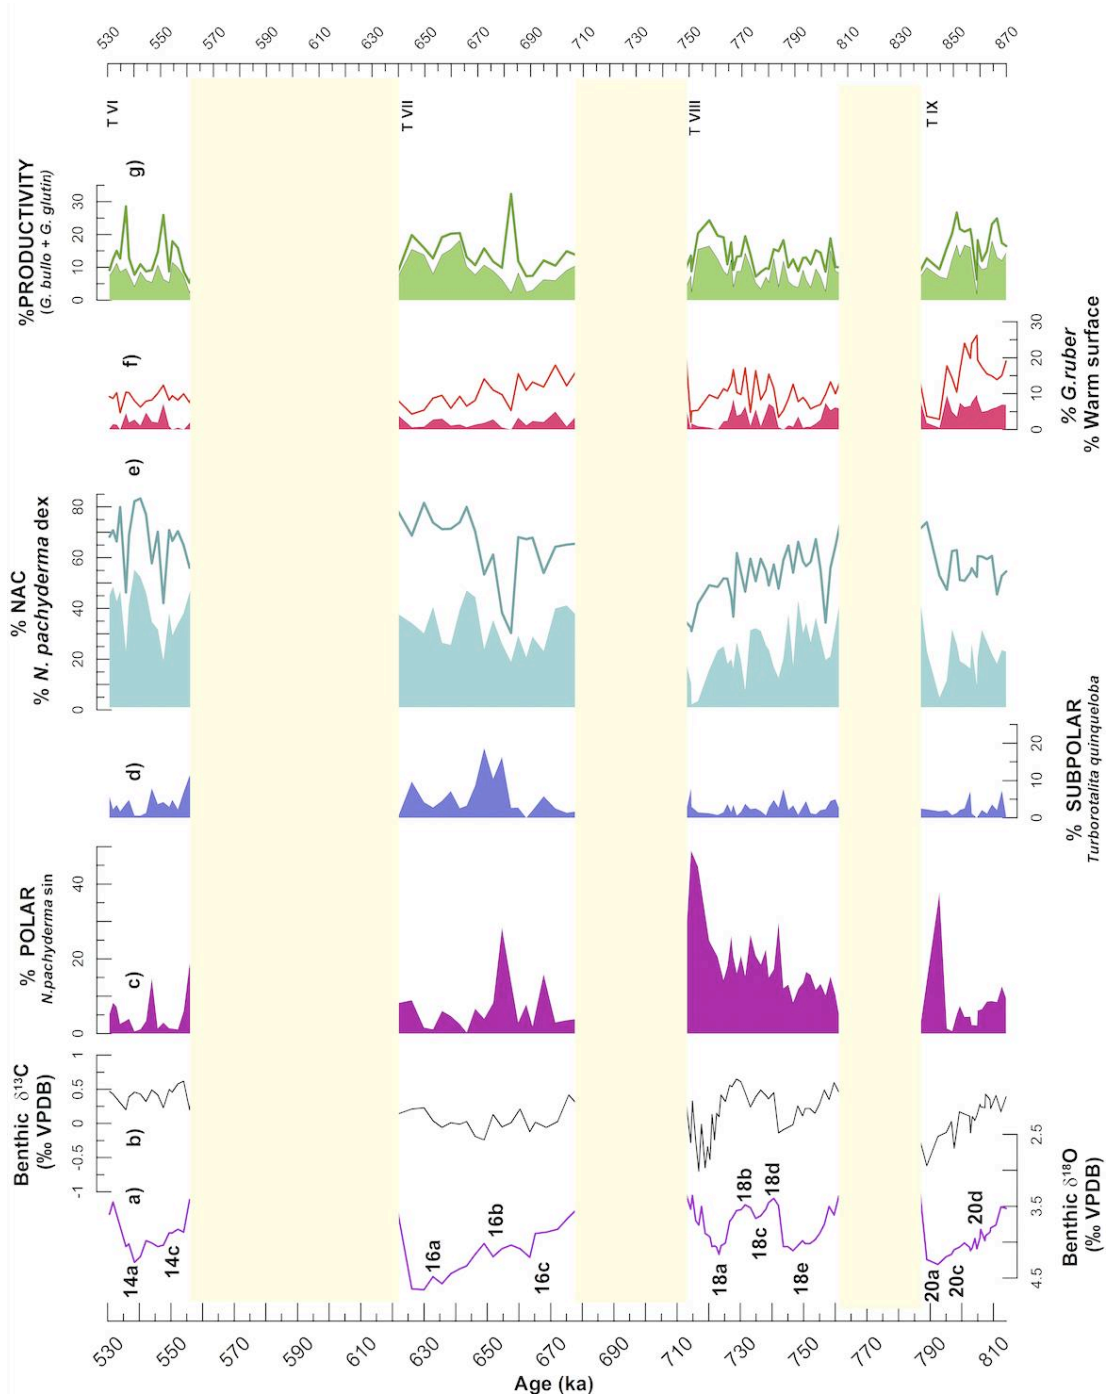 530 550 570 590 610 630 650 670 710 730 750 770 790 810 830 850 870
T VI
T VII
T VIII
T IX
%PRODUCTIVITY
(G. bullo + G. glutin)
0 10 20 30
g)
0 10 20 30
% G.ruber
% Warm surface
f)
% NAC
% N. pachyderma dex
0 20 40 60 80
e)
0 10 20
% SUBPOLAR
Turborotalita quinqueloba
d)
% POLAR
N.pachyderma sin
0 20 40
c)
Benthic δ¹³C
(‰ VPDB)
-1 -0.5 0 0.5 1
b)
a)
2.5 3.5 4.5
Benthic δ¹⁸O
(‰ VPDB)
14a
14c
16a
16b
16c
18a
18b
18c
18d
18e
20a
20c
20d
530 550 570 590 610 630 650 670 690 710 730 750 770 790 810
Age (ka)